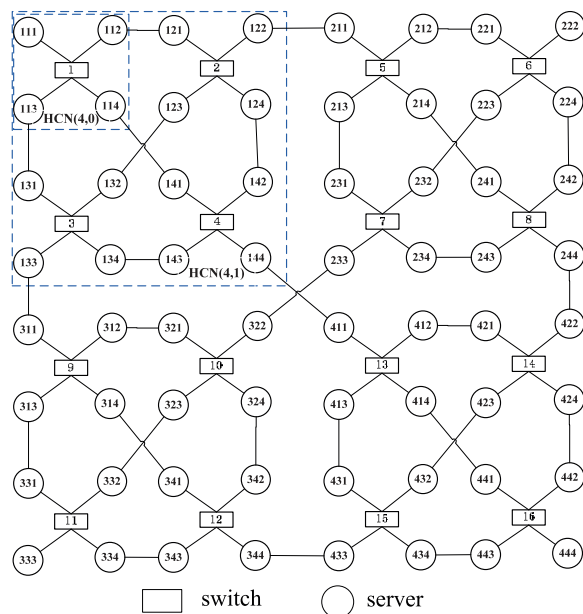 111 112 121 122 211 212 221 222
1 2 5 6
113 114 123 124 213 214 223 224
HCN(4,0)
131 132 141 142 231 232 241 242
3 4 7 8
133 134 143 144 233 234 243 244
HCN(4,1)
311 312 321 322 411 412 421 422
9 10 13 14
313 314 323 324 413 414 423 424
331 332 341 342 431 432 441 442
11 12 15 16
333 334 343 344 433 434 443 444
switch server